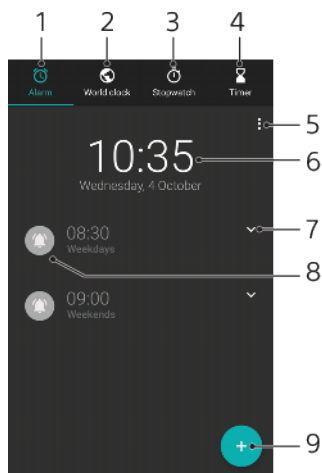 1 2 3 4
Alarm World clock Stopwatch Timer
5
10:35
6
Wednesday, 4 October
08:30
7
Weekdays
8
09:00
Weekends
+
9